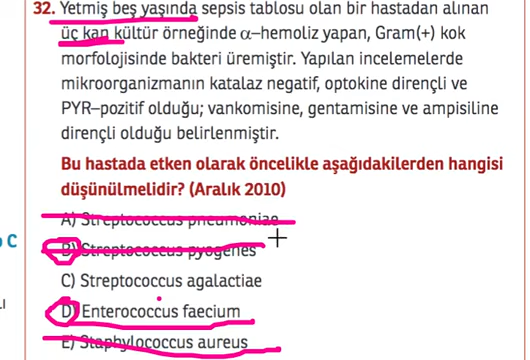 32. Yetmiş beş yaşında sepsis tablosu olan bir hastadan alınan
üç kan kültür örneğinde α–hemoliz yapan, Gram(+) kok
morfolojisinde bakteri üremiştir. Yapılan incelemelerde
mikroorganizmanın katalaz negatif, optokine dirençli ve
PYR–pozitif olduğu; vankomisine, gentamisine ve ampisiline
dirençli olduğu belirlenmiştir.
Bu hastada etken olarak öncelikle aşağıdakilerden hangisi
düşünülmelidir? (Aralık 2010)
A) Streptococcus pneumoniae
C
B) Streptococcus pyogenes
C) Streptococcus agalactiae
D) Enterococcus faecium
E) Staphylococcus aureus